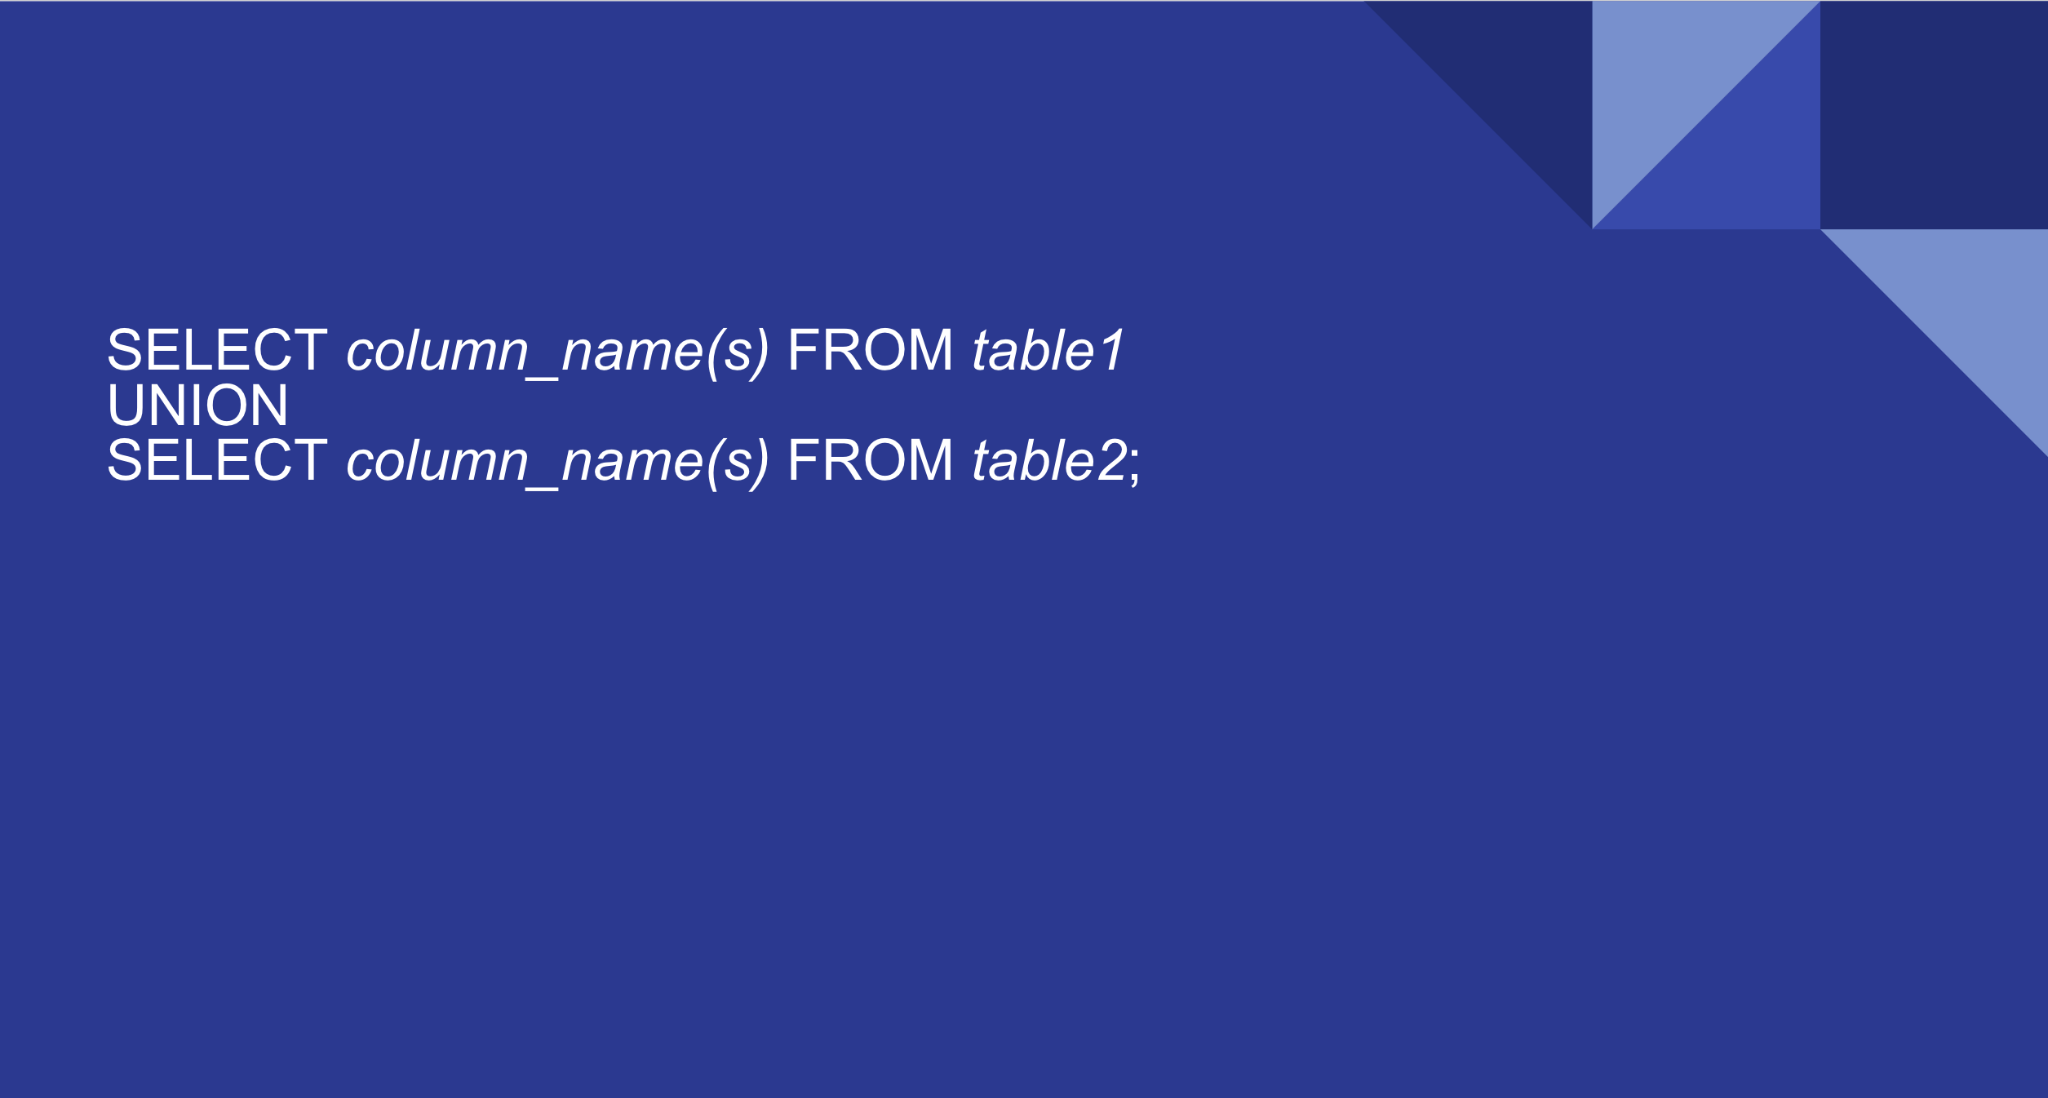 SELECT column_name(s) FROM table1
UNION
SELECT column_name(s) FROM table2;